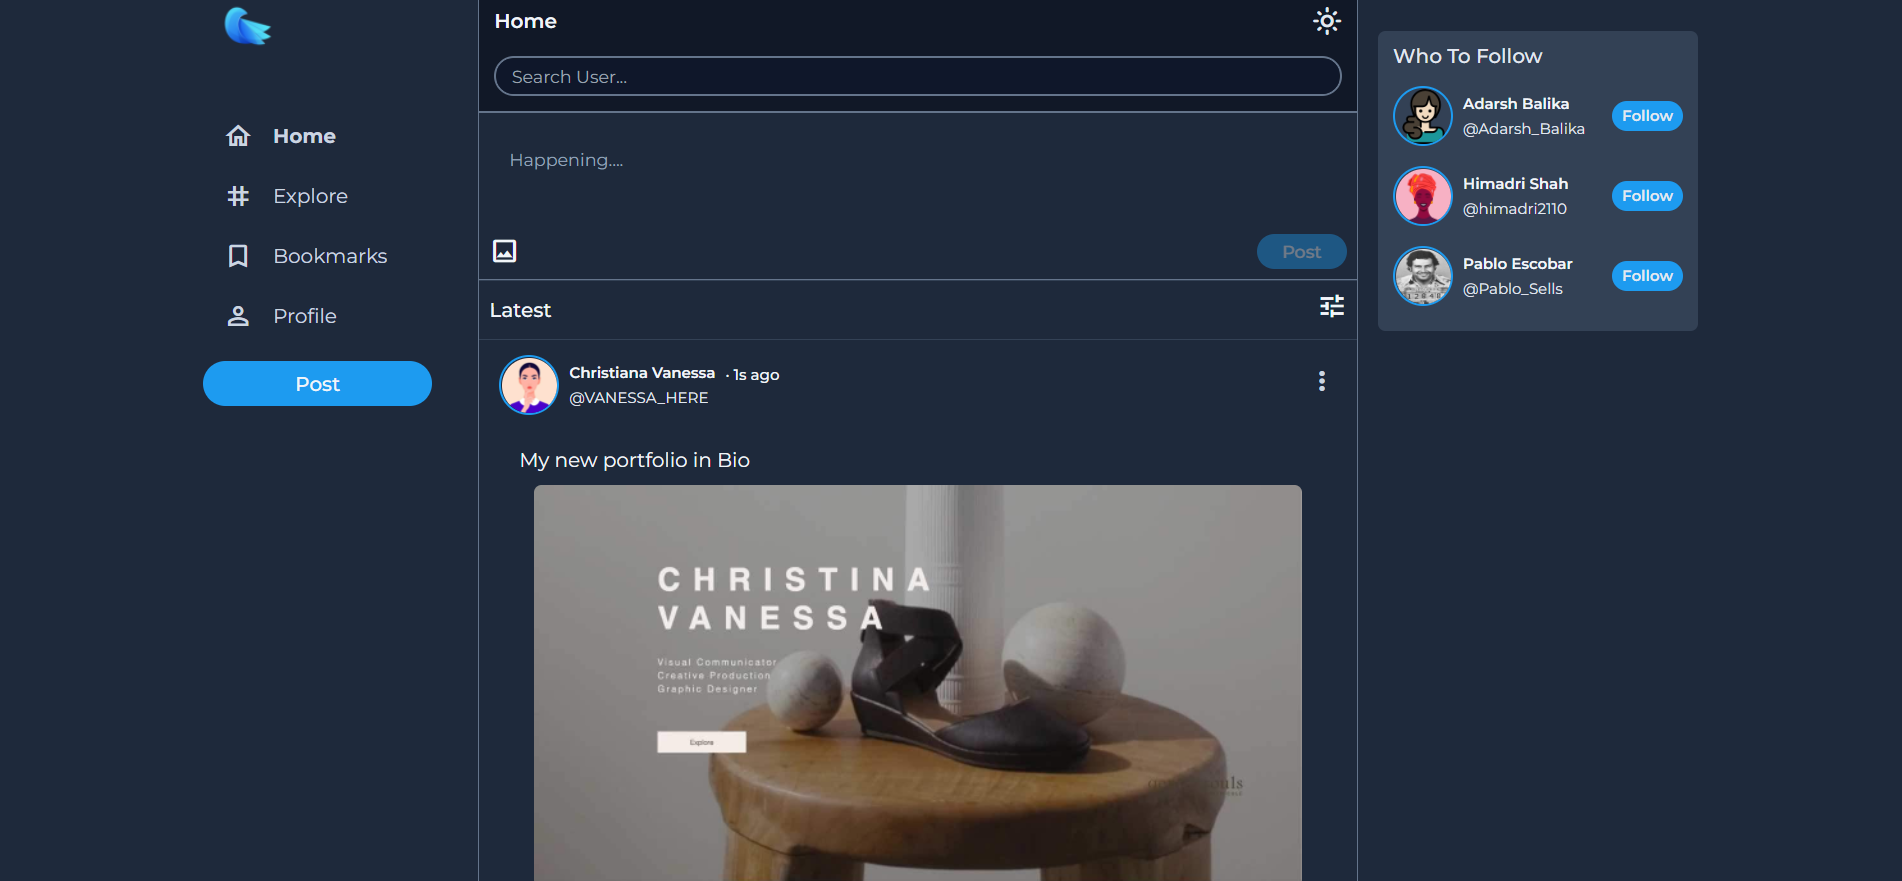 Home
Explore
Bookmarks
Profile
Post
Home
Search User...
Happening....
Post
Latest
Christiana Vanessa · 1s ago
@VANESSA_HERE
My new portfolio in Bio
CHRISTINA
VANESSA
Visual Communicator
Creative Production
Graphic Designer
Explore
Who To Follow
Adarsh Balika
@Adarsh_Balika
Follow
Himadri Shah
@himadri2110
Follow
Pablo Escobar
@Pablo_Sells
Follow